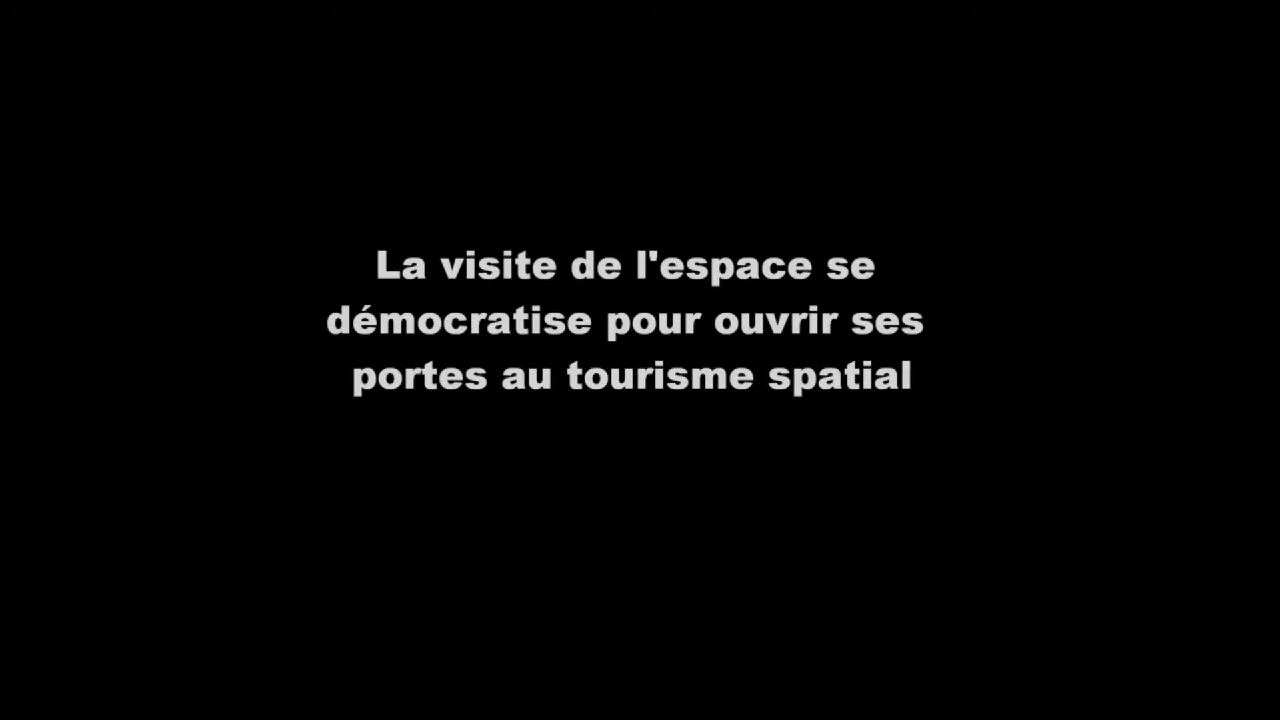 La visite de l'espace se
démocratise pour ouvrir ses
portes au tourisme spatial